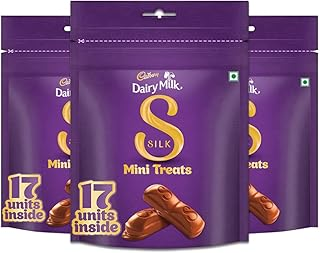 Cadbury
Dairy Milk
S
SILK
Mini Treats
17
units
inside
17
units
inside